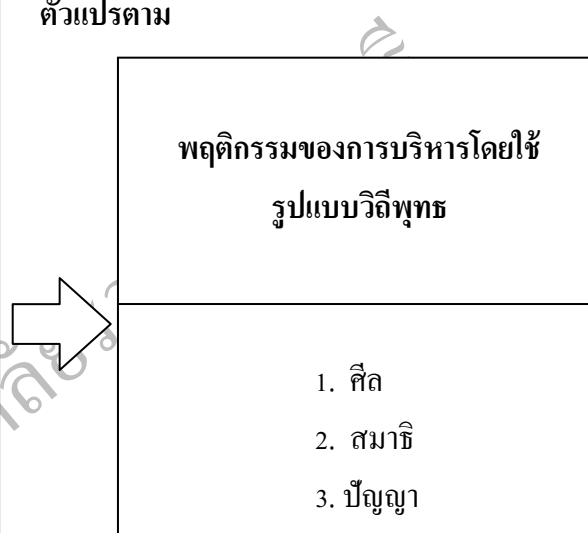 ตัวแปรตาม
พฤติกรรมของการบริหารโดยใช้
รูปแบบวิถีพุทธ
1. ศีล
2. สมาธิ
3. ปัญญา